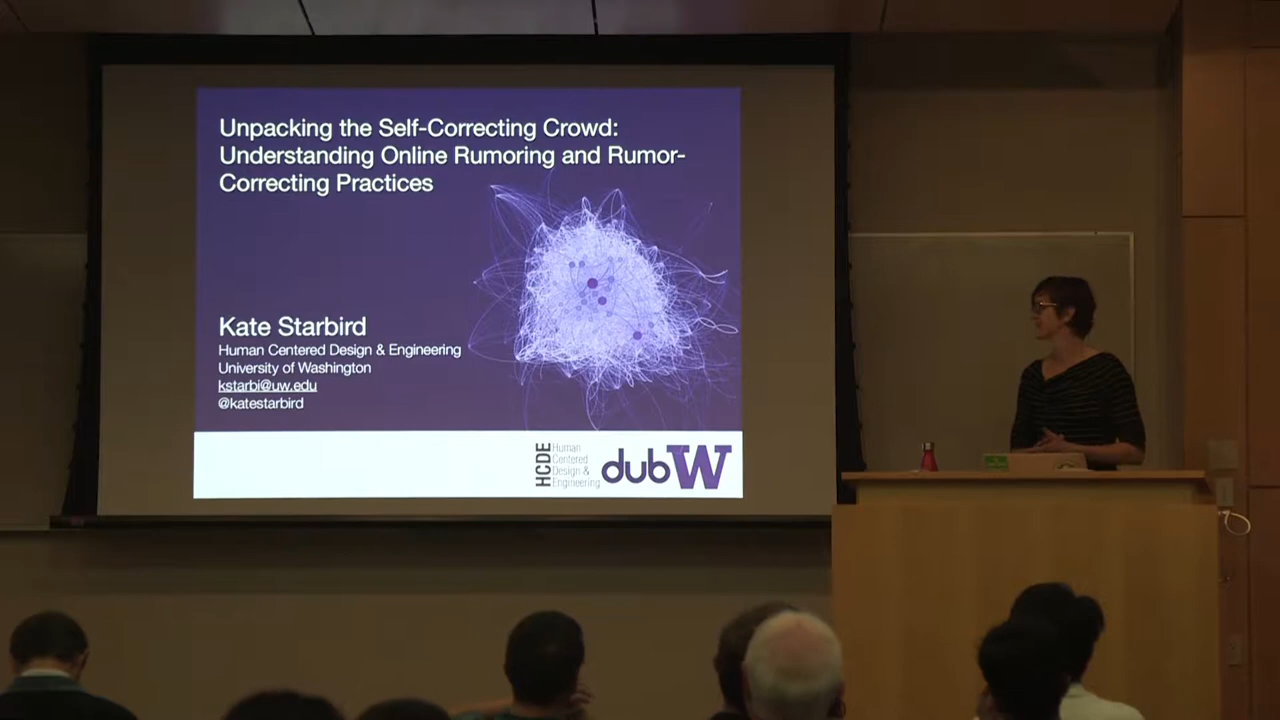 Unpacking the Self-Correcting Crowd:
Understanding Online Rumoring and Rumor-
Correcting Practices
Kate Starbird
Human Centered Design & Engineering
University of Washington
kstarbi@uw.edu
@katestarbird
HCDE
Human
Centered
Design &
Engineering
dub W